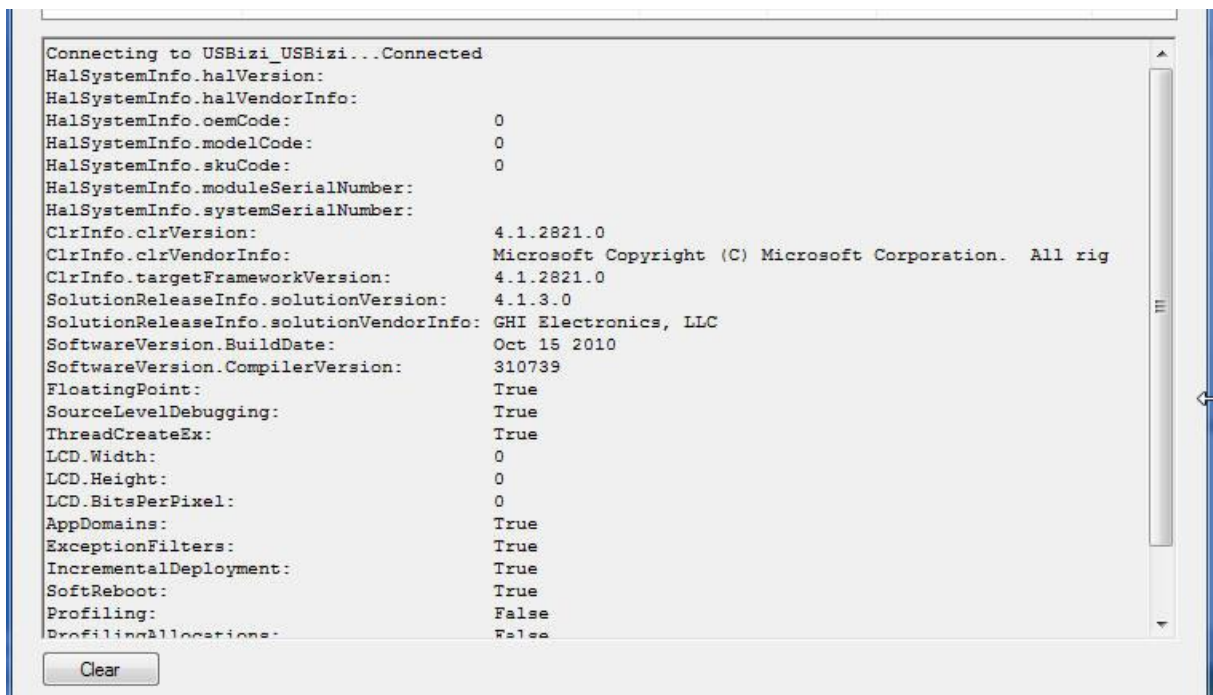 Connecting to USBizi_USBizi...Connected
HalSystemInfo.halVersion:
HalSystemInfo.halVendorInfo:
HalSystemInfo.oemCode: 0
HalSystemInfo.modelCode: 0
HalSystemInfo.skuCode: 0
HalSystemInfo.moduleSerialNumber:
HalSystemInfo.systemSerialNumber:
ClrInfo.clrVersion: 4.1.2821.0
ClrInfo.clrVendorInfo: Microsoft Copyright (C) Microsoft Corporation.  All rig
ClrInfo.targetFrameworkVersion: 4.1.2821.0
SolutionReleaseInfo.solutionVersion: 4.1.3.0
SolutionReleaseInfo.solutionVendorInfo: GHI Electronics, LLC
SoftwareVersion.BuildDate: Oct 15 2010
SoftwareVersion.CompilerVersion: 310739
FloatingPoint: True
SourceLevelDebugging: True
ThreadCreateEx: True
LCD.Width: 0
LCD.Height: 0
LCD.BitsPerPixel: 0
AppDomains: True
ExceptionFilters: True
IncrementalDeployment: True
SoftReboot: True
Profiling: False
ProfilingAllocations: False
Clear